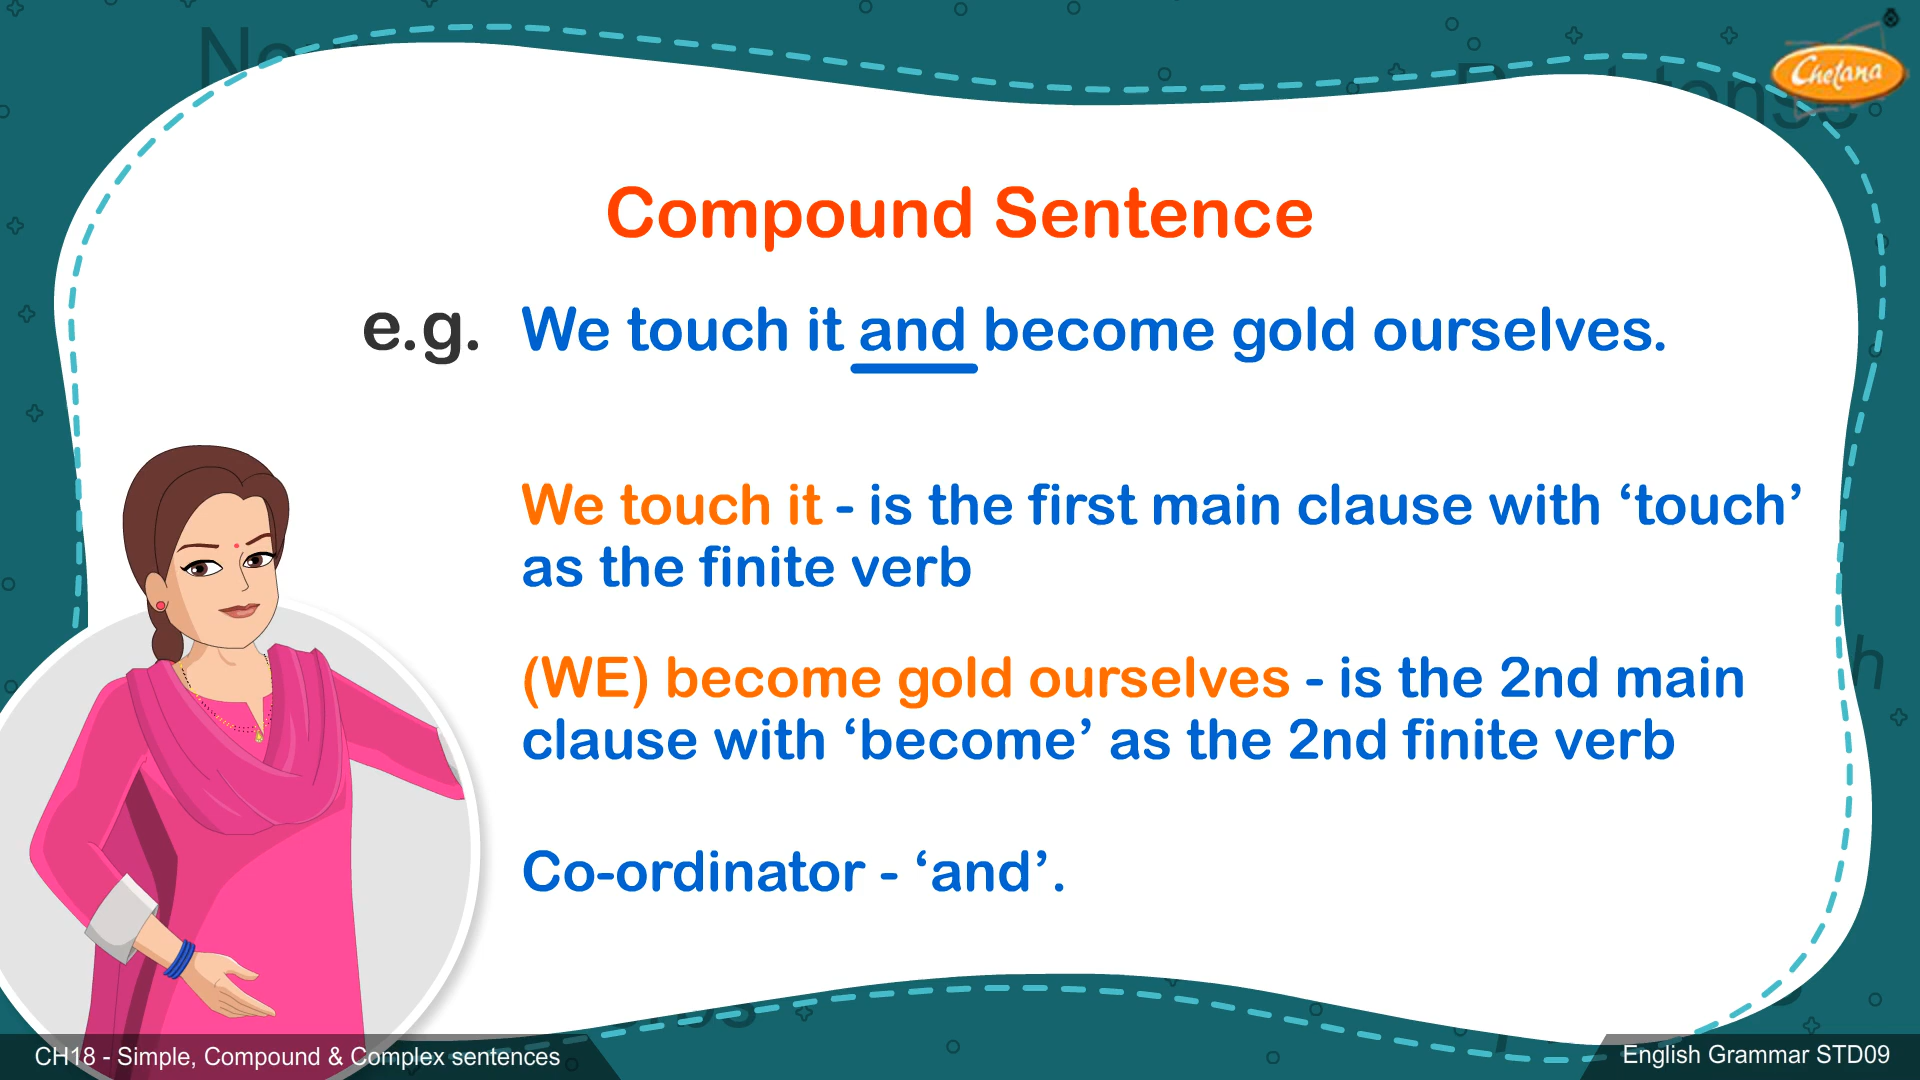 Chetana
Compound Sentence
e.g. We touch it and become gold ourselves.
We touch it - is the first main clause with ‘touch’
as the finite verb
(WE) become gold ourselves - is the 2nd main
clause with ‘become’ as the 2nd finite verb
Co-ordinator - ‘and’.
CH18 - Simple, Compound & Complex sentences
English Grammar STD09